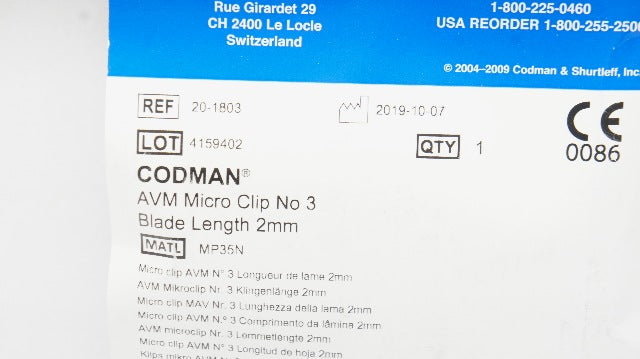 Rue Girardet 29
CH 2400 Le Locle
Switzerland
1-800-225-0460
USA REORDER 1-800-255-2500
© 2004–2009 Codman & Shurtleff, Inc.
REF 20-1803
2019-10-07
LOT 4159402
QTY 1
CE
0086
CODMAN®
AVM Micro Clip No 3
Blade Length 2mm
MATL MP35N
Micro clip AVM N° 3 Longueur de lame 2mm
AVM Mikroclip Nr. 3 Klingenlänge 2mm
Micro clip MAV Nr. 3 Lunghezza della lama 2mm
Micro clip AVM N.º 3 Comprimento da lâmina 2mm
AVM microclip Nr. 3 Lemmetlengte 2mm
Micro clip AVM Nº 3 Longitud de hoja 2mm